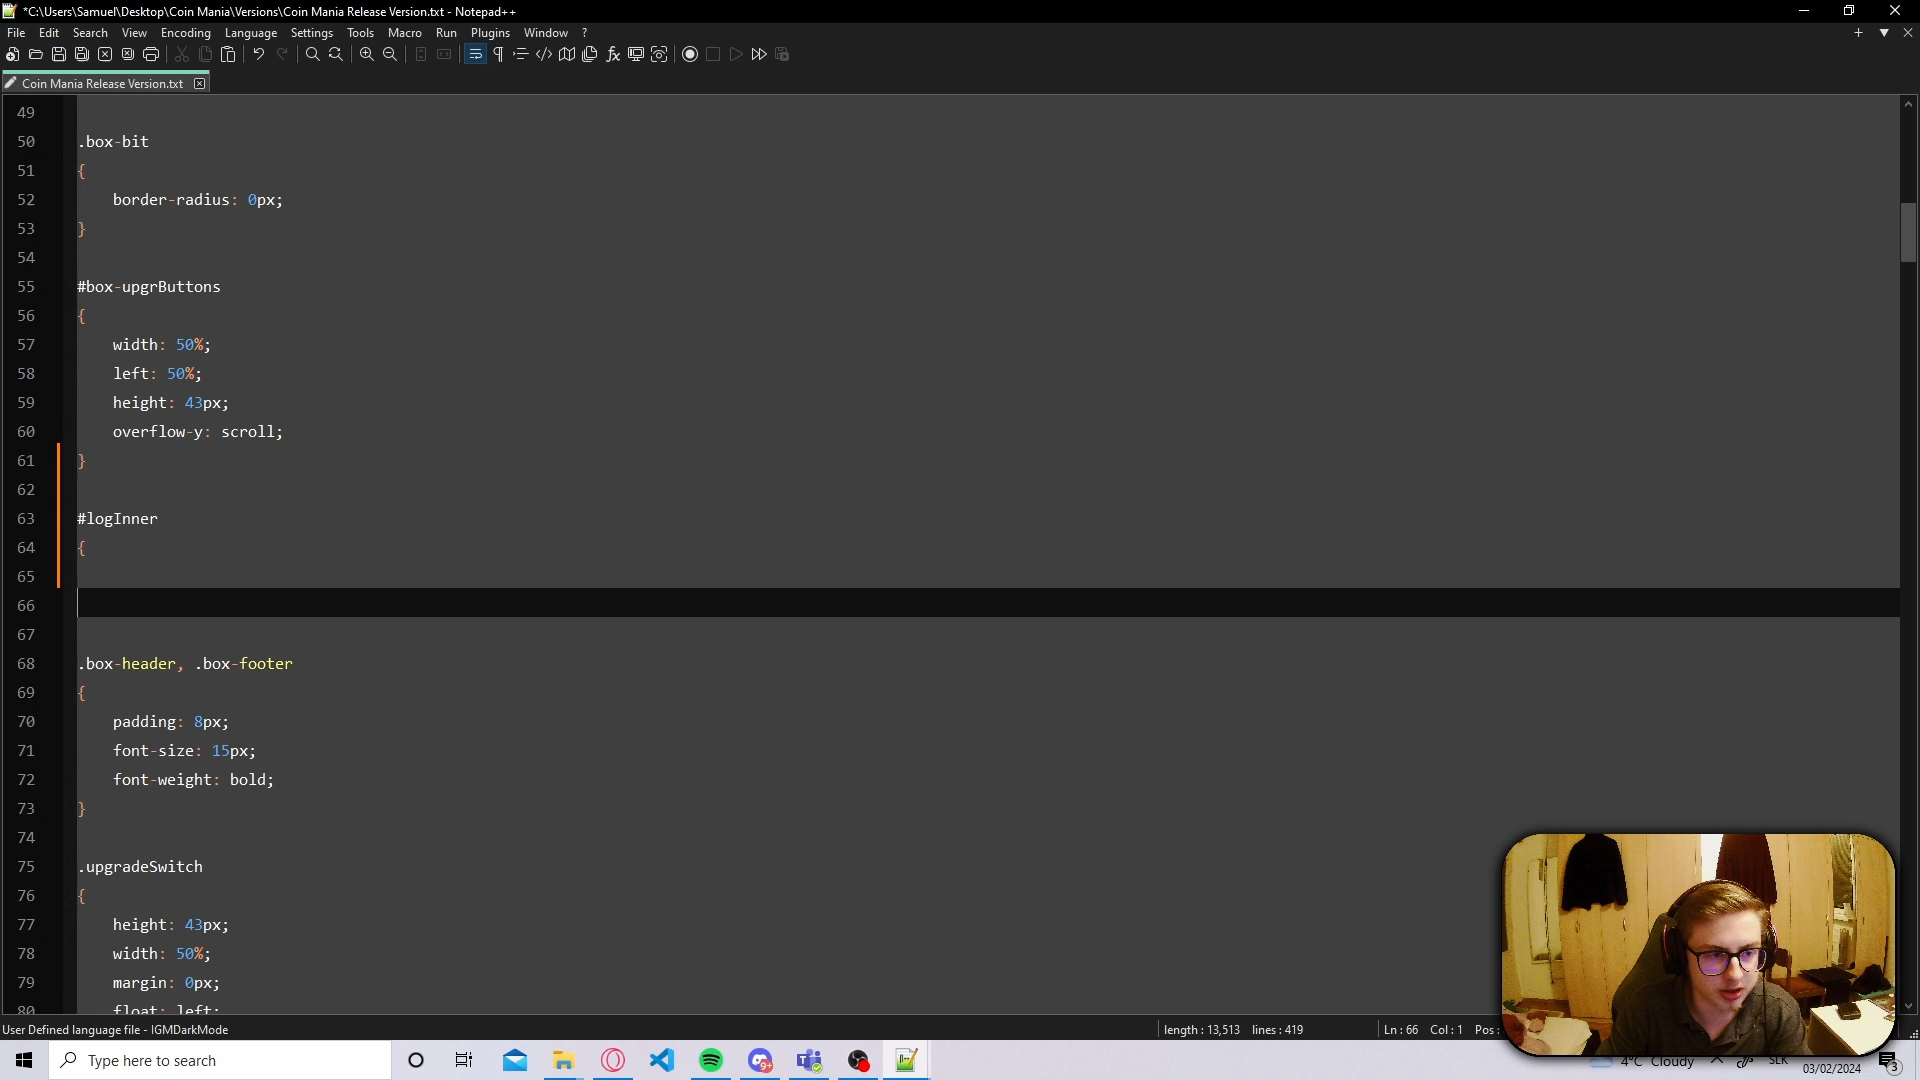 *C:\Users\Samuel\Desktop\Coin Mania\Versions\Coin Mania Release Version.txt - Notepad++
File Edit Search View Encoding Language Settings Tools Macro Run Plugins Window ?
Coin Mania Release Version.txt
49
50 .box-bit
51 {
52 border-radius: 0px;
53 }
54
55 #box-upgrButtons
56 {
57 width: 50%;
58 left: 50%;
59 height: 43px;
60 overflow-y: scroll;
61 }
62
63 #logInner
64 {
65
66
67
68 .box-header, .box-footer
69 {
70 padding: 8px;
71 font-size: 15px;
72 font-weight: bold;
73 }
74
75 .upgradeSwitch
76 {
77 height: 43px;
78 width: 50%;
79 margin: 0px;
80 float: left;
User Defined language file - IGMDarkMode
length : 13,513 lines : 419
Ln : 66 Col : 1 Pos :
Type here to search
4°C Cloudy
SLK
03/02/2024
3